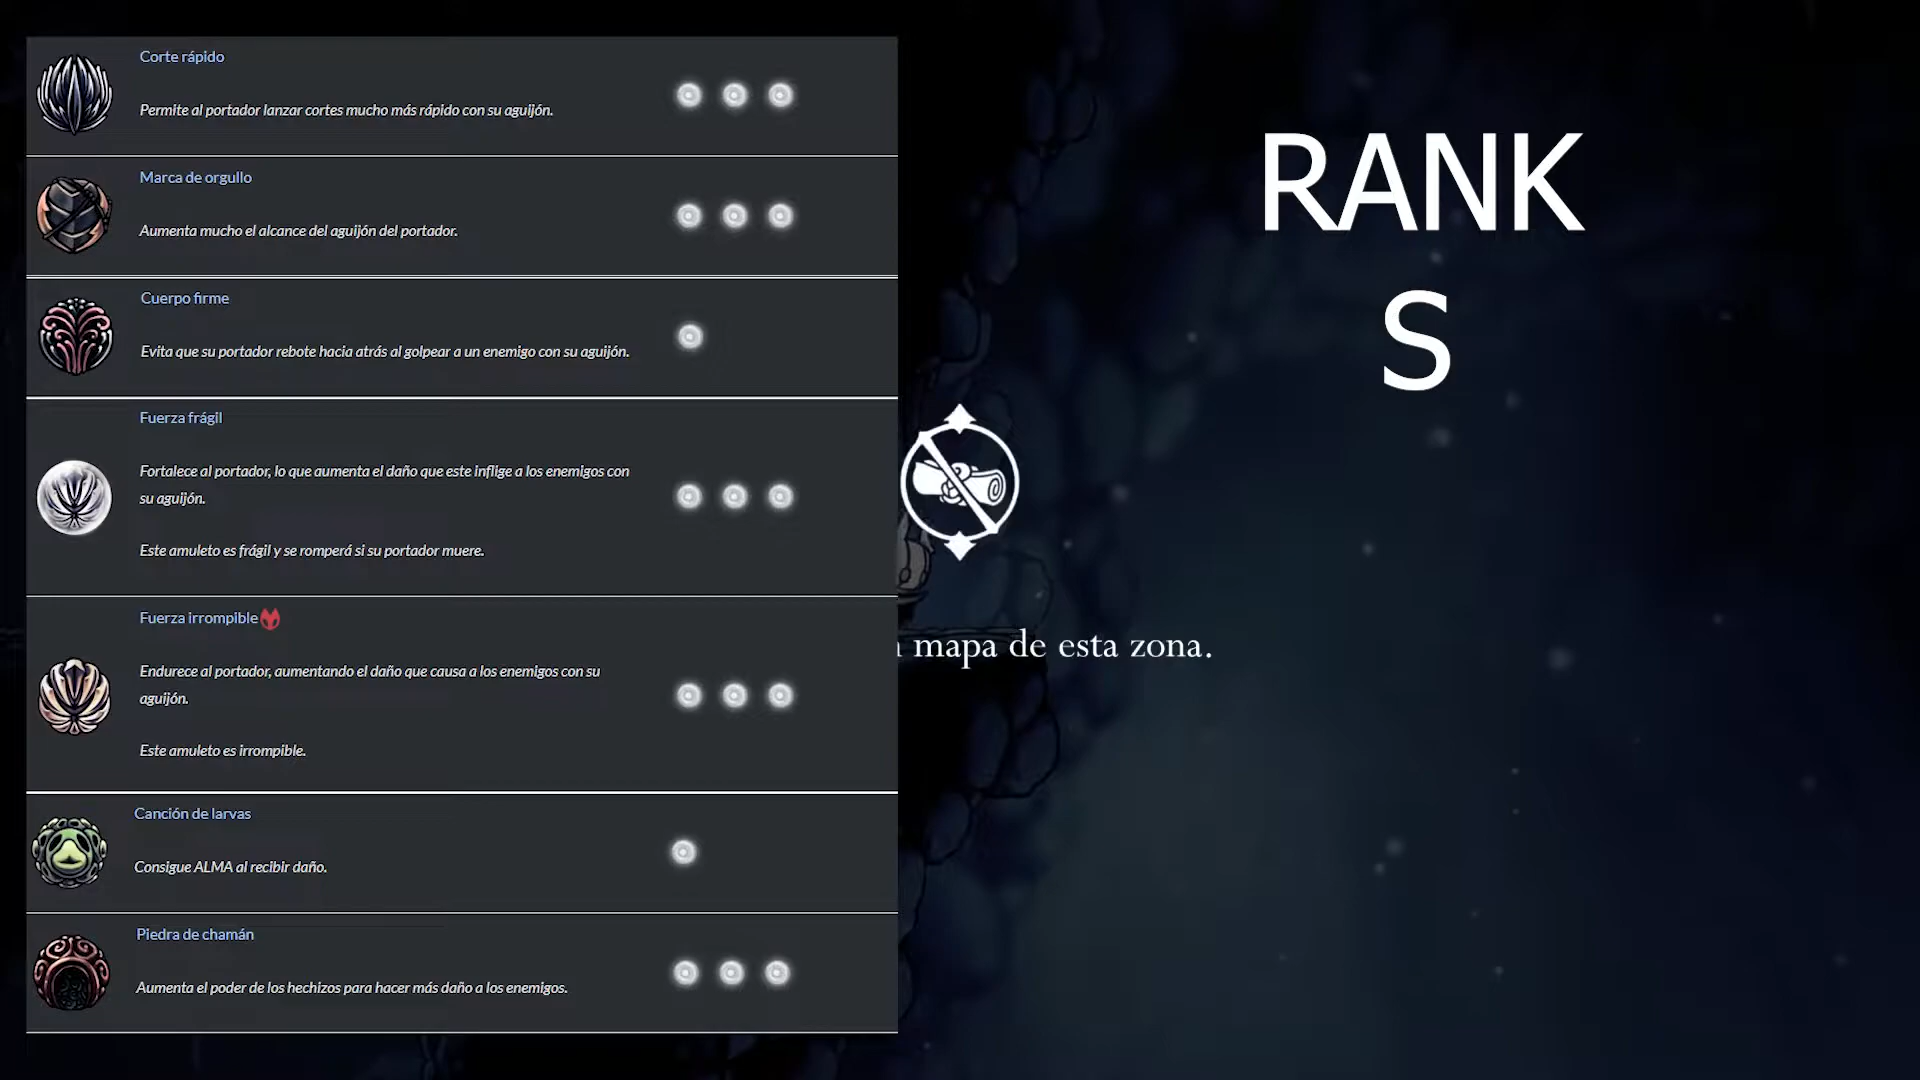 Corte rápido
Permite al portador lanzar cortes mucho más rápido con su aguijón.
Marca de orgullo
Aumenta mucho el alcance del aguijón del portador.
Cuerpo firme
Evita que su portador rebote hacia atrás al golpear a un enemigo con su aguijón.
Fuerza frágil
Fortalece al portador, lo que aumenta el daño que este inflige a los enemigos con
su aguijón.
Este amuleto es frágil y se romperá si su portador muere.
Fuerza irrompible
Endurece al portador, aumentando el daño que causa a los enemigos con su
aguijón.
Este amuleto es irrompible.
Canción de larvas
Consigue ALMA al recibir daño.
Piedra de chamán
Aumenta el poder de los hechizos para hacer más daño a los enemigos.
RANK
S
mapa de esta zona.